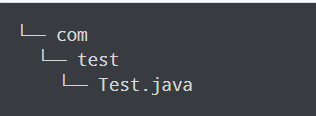 └── com
  └── test
    └── Test.java